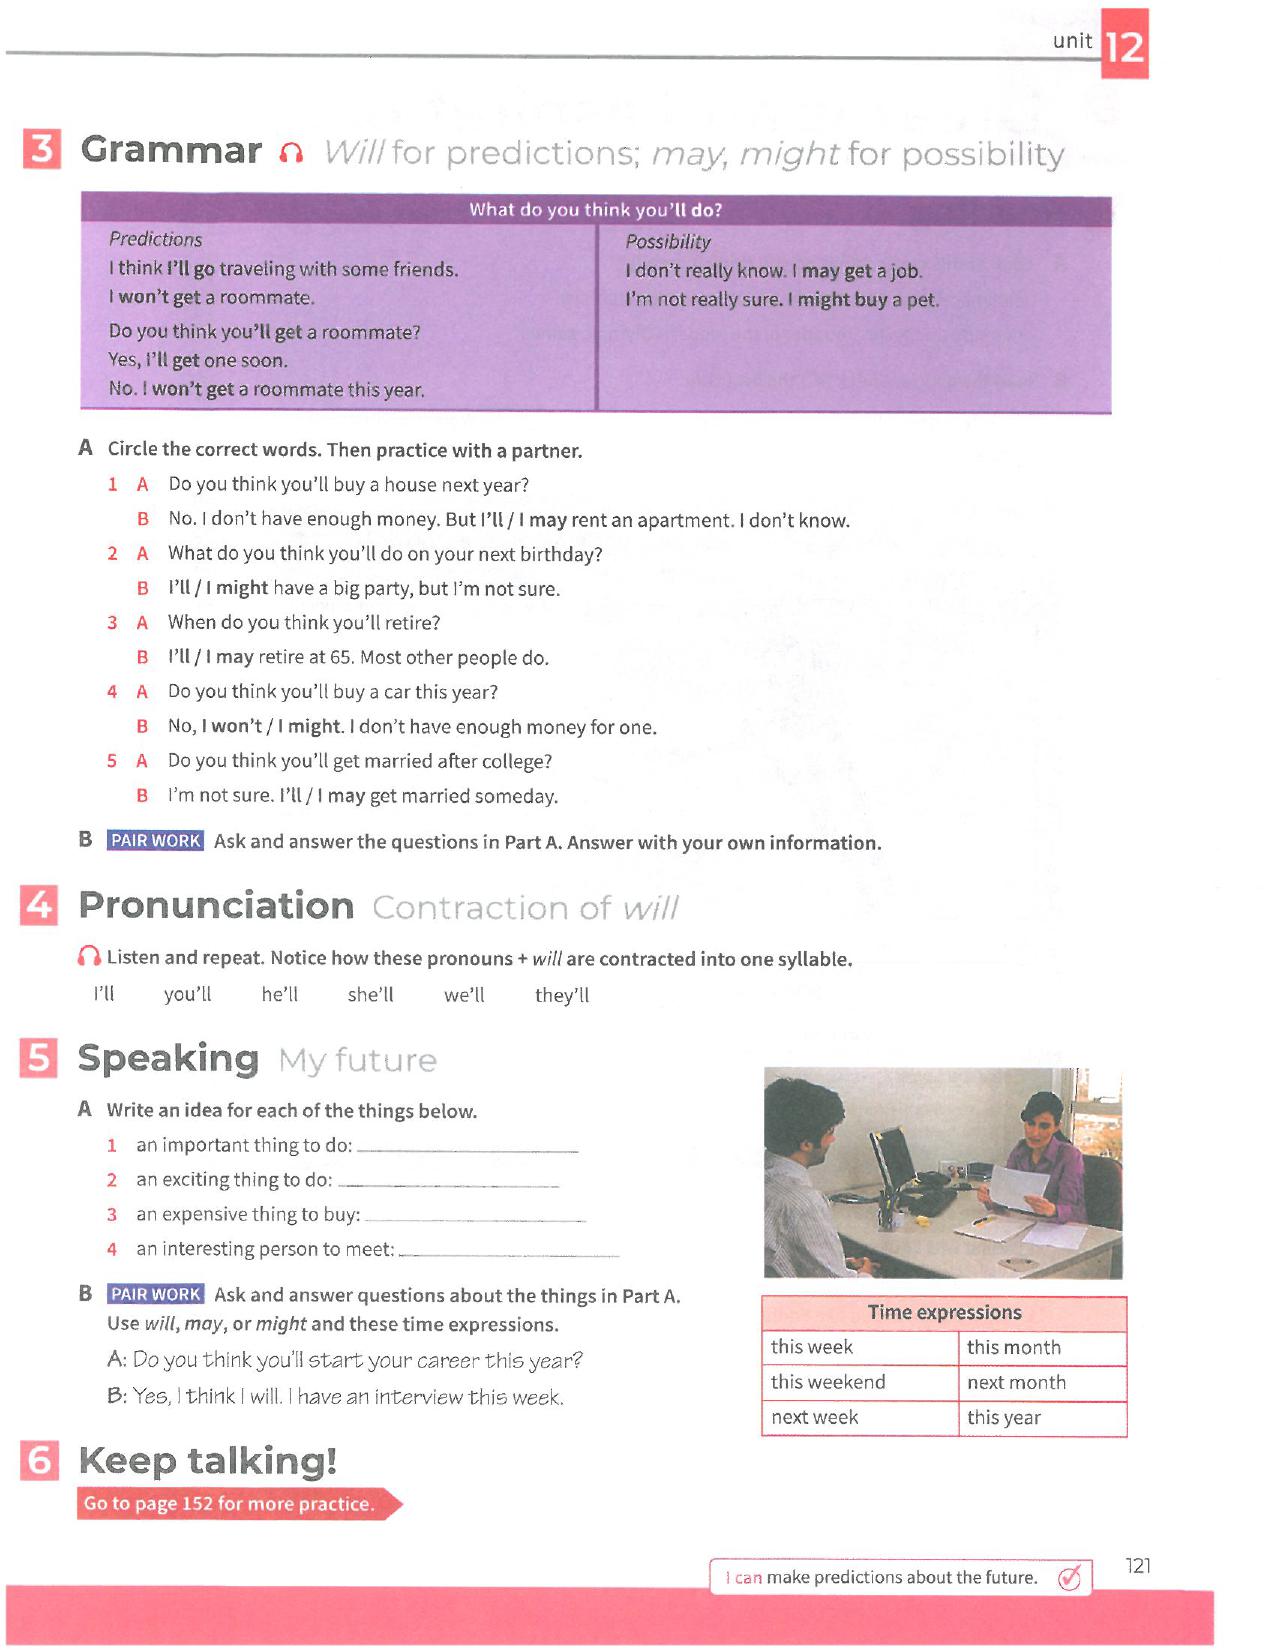 unit 12
3 Grammar Will for predictions; may, might for possibility
What do you think you'll do?
Predictions
I think I'll go traveling with some friends.
I won't get a roommate.
Do you think you'll get a roommate?
Yes, I'll get one soon.
No. I won't get a roommate this year.
Possibility
I don't really know. I may get a job.
I'm not really sure. I might buy a pet.
A Circle the correct words. Then practice with a partner.
1 A Do you think you'll buy a house next year?
B No. I don't have enough money. But I'll / I may rent an apartment. I don't know.
2 A What do you think you'll do on your next birthday?
B I'll / I might have a big party, but I'm not sure.
3 A When do you think you'll retire?
B I'll / I may retire at 65. Most other people do.
4 A Do you think you'll buy a car this year?
B No, I won't / I might. I don't have enough money for one.
5 A Do you think you'll get married after college?
B I'm not sure. I'll / I may get married someday.
B PAIR WORK Ask and answer the questions in Part A. Answer with your own information.
4 Pronunciation Contraction of will
Listen and repeat. Notice how these pronouns + will are contracted into one syllable.
I'll you'll he'll she'll we'll they'll
5 Speaking My future
A Write an idea for each of the things below.
1 an important thing to do:
2 an exciting thing to do:
3 an expensive thing to buy:
4 an interesting person to meet:
B PAIR WORK Ask and answer questions about the things in Part A.
Use will, may, or might and these time expressions.
A: Do you think you'll start your career this year?
B: Yes, I think I will. I have an interview this week.
Time expressions
this week this month
this weekend next month
next week this year
6 Keep talking!
Go to page 152 for more practice.
I can make predictions about the future.
121